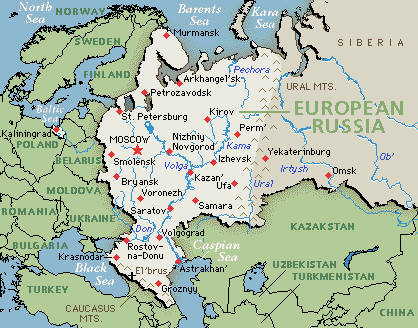 North
Sea
NORWAY
Barents
Sea
Kara
Sea
SWEDEN
Murmansk
SIBERIA
FINLAND
Arkhangel'sk
Pechora
URAL MTS.
Petrozavodsk
Baltic
Sea
St. Petersburg
Kirov
EUROPEAN
RUSSIA
Kaliningrad
MOSCOW
Nizhniy
Novgorod
Kama
Perm'
POLAND
Smolensk
Volga
Izhevsk
Yekaterinburg
Ob'
BELARUS
Irtysh
Omsk
Bryansk
Kazan'
Ufa
Ural
MOLDOVA
Voronezh
Samara
ROMANIA
UKRAINE
Saratov
KAZAKSTAN
Don
Volgograd
BULGARIA
Rostov-
na-Donu
Caspian
Sea
Krasnodar
Astrakhan'
UZBEKISTAN
Black
Sea
El'brus
TURKMENISTAN
TURKEY
Groznyy
CHINA
CAUCASUS
MTS.